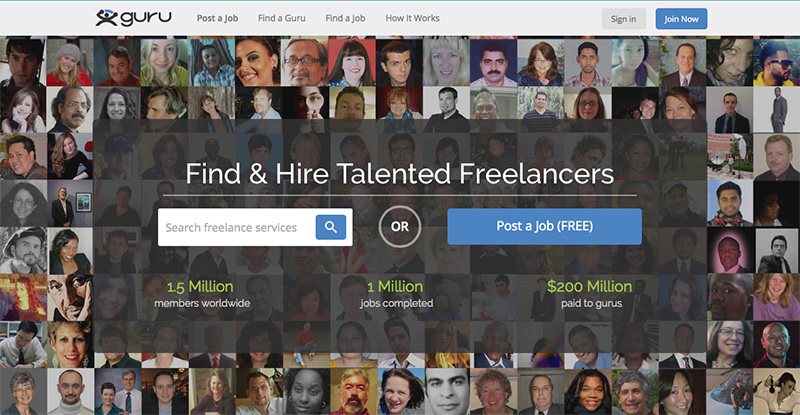 guru
Post a Job
Find a Guru
Find a Job
How It Works
Sign in
Join Now
Find & Hire Talented Freelancers
Search freelance services
OR
Post a Job (FREE)
1.5 Million
members worldwide
1 Million
jobs completed
$200 Million
paid to gurus